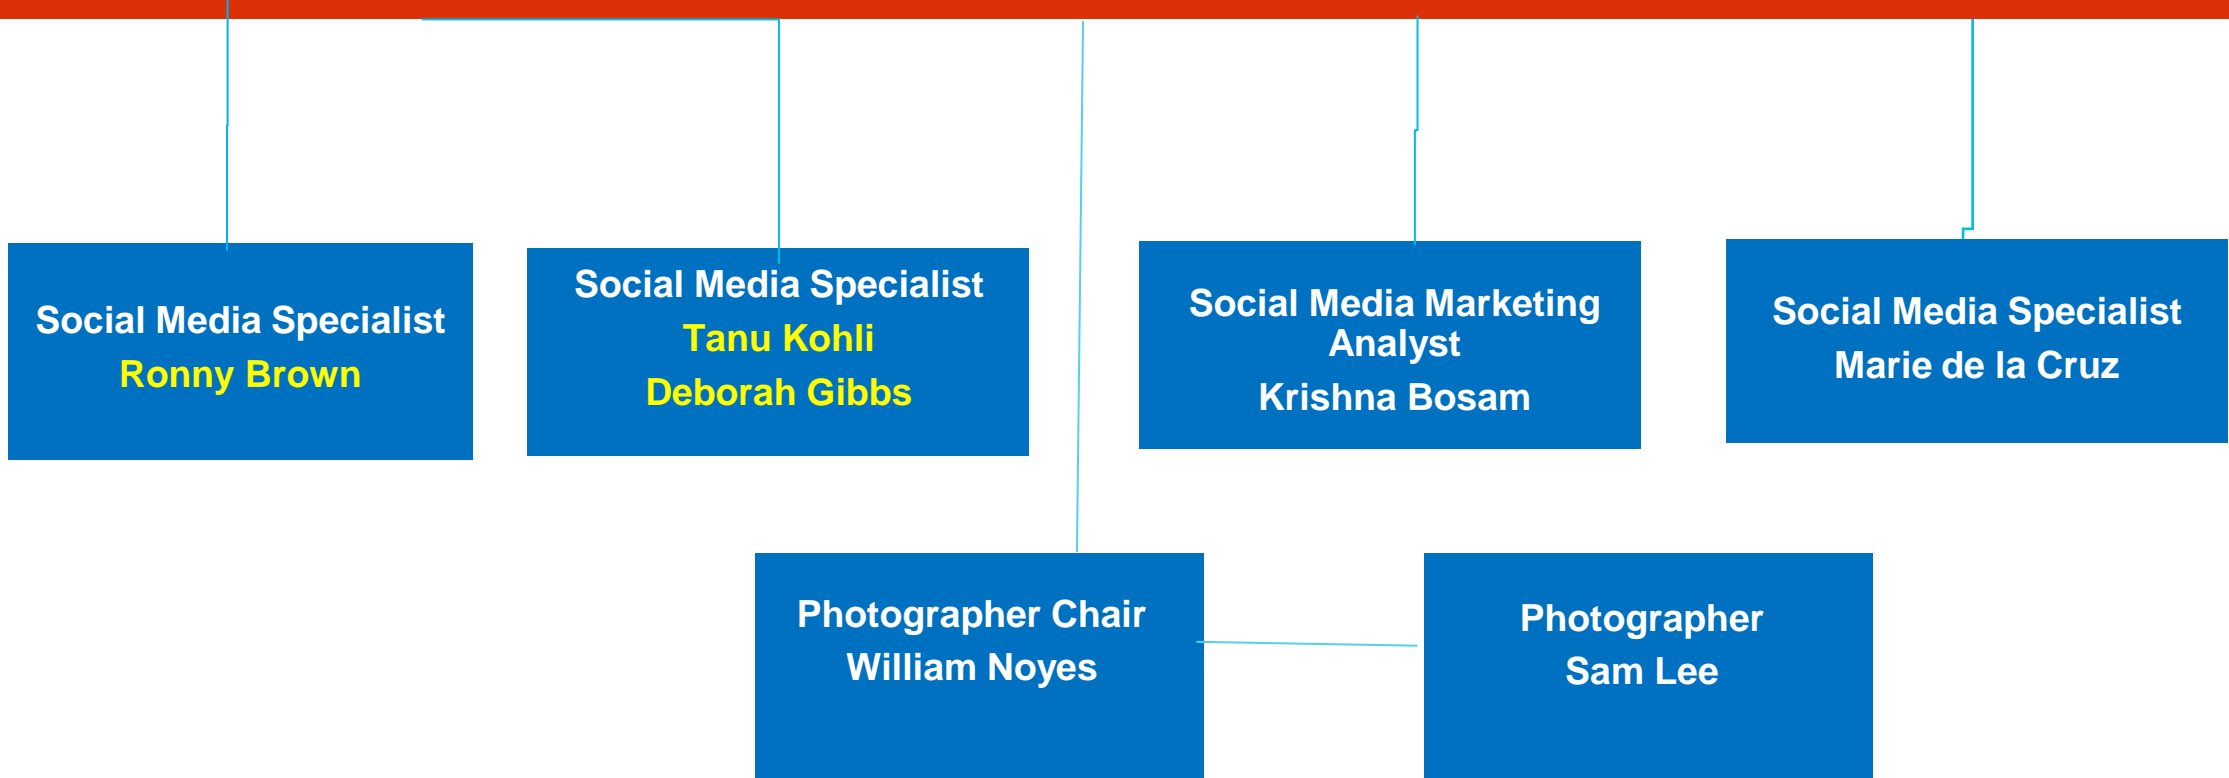 Social Media Specialist
Ronny Brown
Social Media Specialist
Tanu Kohli
Deborah Gibbs
Social Media Marketing
Analyst
Krishna Bosam
Social Media Specialist
Marie de la Cruz
Photographer Chair
William Noyes
Photographer
Sam Lee